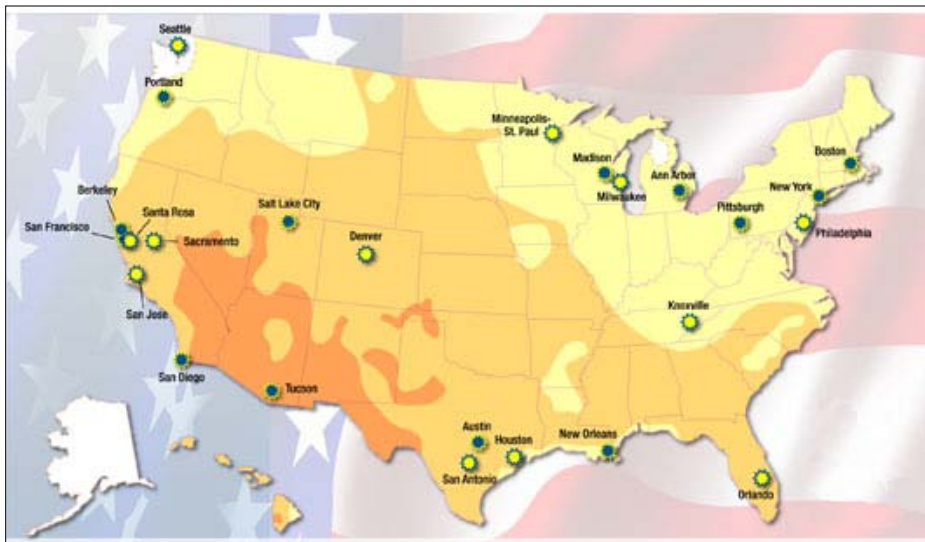 Seattle
Portland
Minneapolis-
St. Paul
Madison
Milwaukee
Ann Arbor
Boston
New York
Pittsburgh
Philadelphia
Berkeley
Santa Rosa
San Francisco
Sacramento
Salt Lake City
Denver
San Jose
Knoxville
San Diego
Tucson
Austin
Houston
San Antonio
New Orleans
Orlando